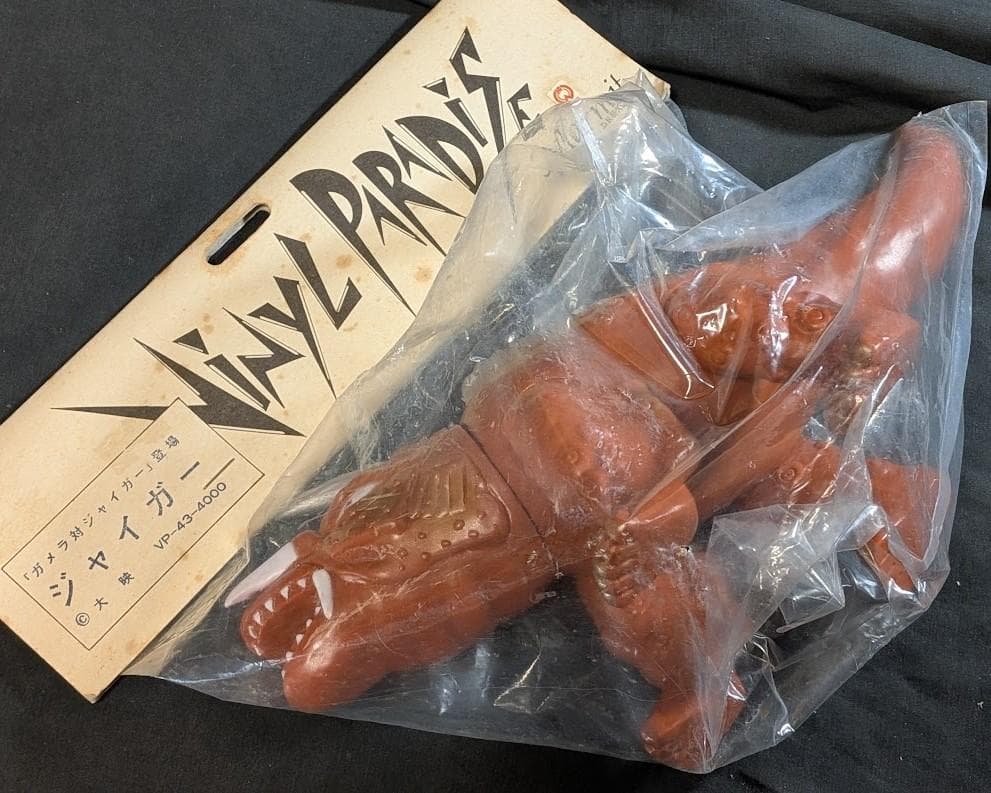 VINYL PARADISE
「ガメラ対ジャイガー」登場
ジャイガー
© 大映
VP-43-4000